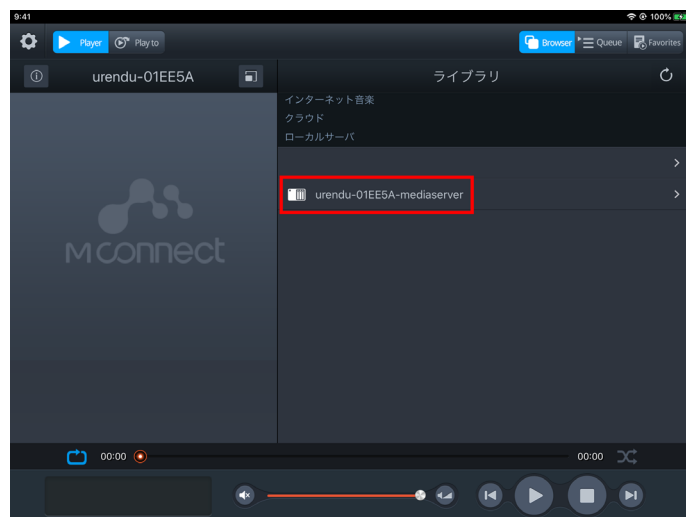 9:41 100%
Player Play to Browser Queue Favorites
urendu-01EE5A ライブラリ
インターネット音楽
クラウド
ローカルサーバ
urendu-01EE5A-mediaserver
Mconnect
00:00 00:00